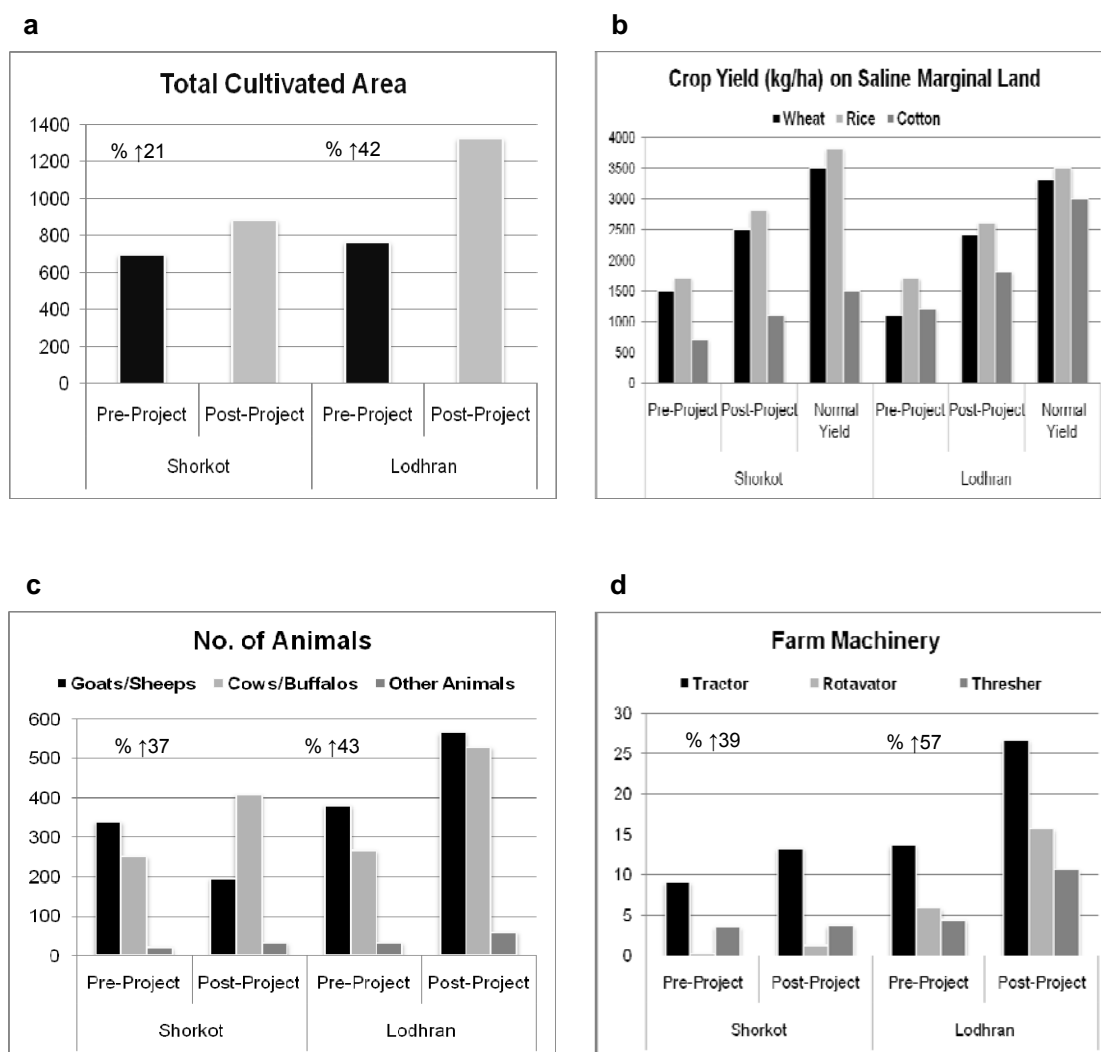 a
Total Cultivated Area
1400
1200
1000
800
600
400
200
0
% ↑21
% ↑42
Pre-Project Post-Project Pre-Project Post-Project
Shorkot Lodhran
b
Crop Yield (kg/ha) on Saline Marginal Land
Wheat Rice Cotton
4000
3500
3000
2500
2000
1500
1000
500
0
Pre-Project Post-Project Normal Yield Pre-Project Post-Project Normal Yield
Shorkot Lodhran
c
No. of Animals
Goats/Sheeps Cows/Buffalos Other Animals
600
500
400
300
200
100
0
% ↑37
% ↑43
Pre-Project Post-Project Pre-Project Post-Project
Shorkot Lodhran
d
Farm Machinery
Tractor Rotavator Thresher
30
25
20
15
10
5
0
% ↑39
% ↑57
Pre-Project Post-Project Pre-Project Post-Project
Shorkot Lodhran